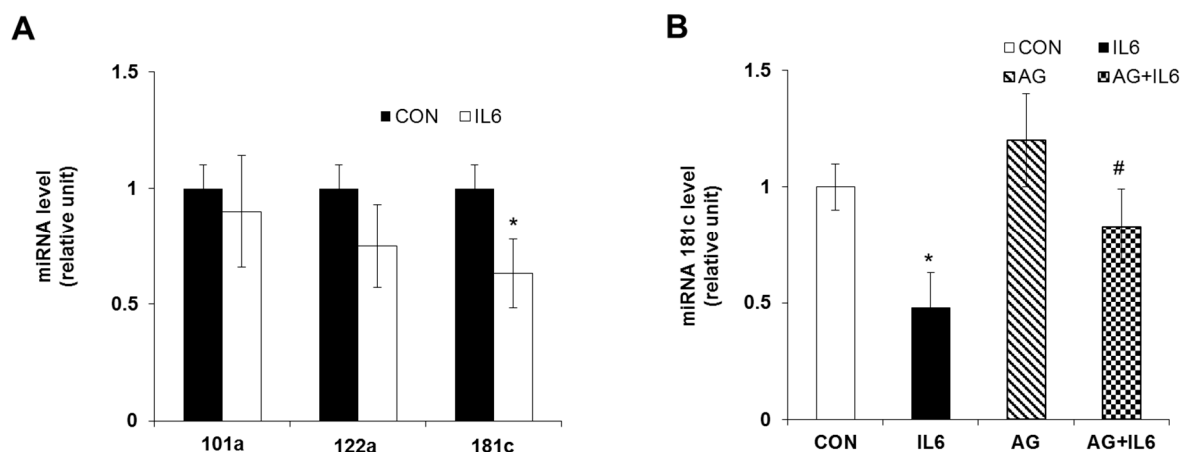 A
miRNA level
(relative unit)
1.5
1
0.5
0
CON IL6
101a 122a 181c
B
miRNA 181c level
(relative unit)
CON IL6
AG AG+IL6
1.5
1
0.5
0
*
*
#
CON IL6 AG AG+IL6